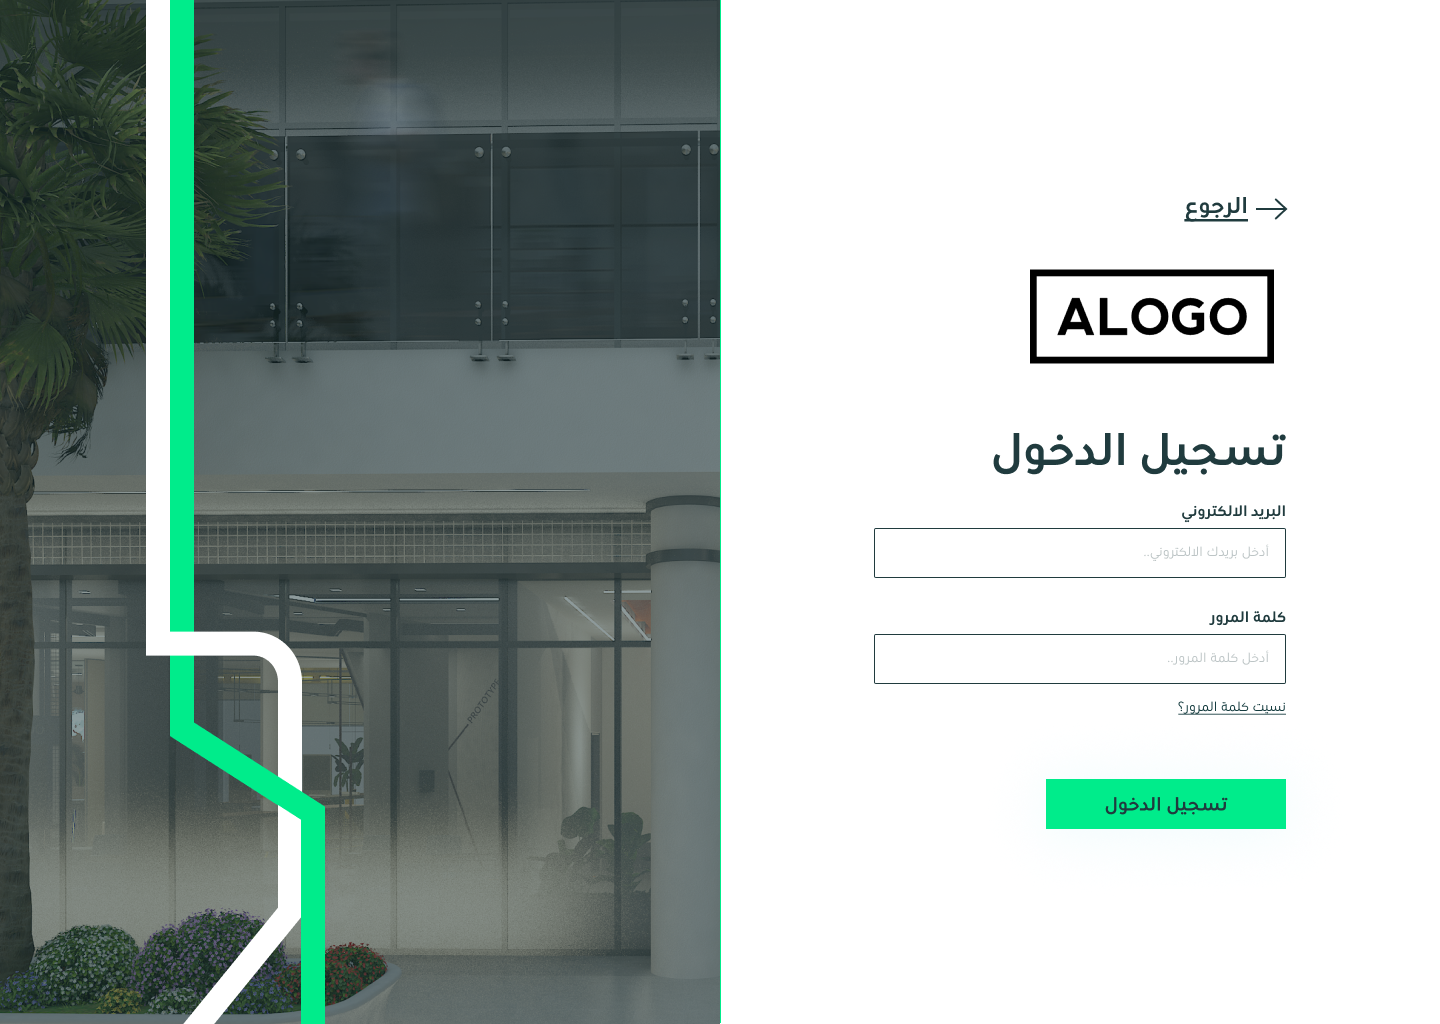 الرجوع
ALOGO
تسجيل الدخول
البريد الالكتروني
أدخل بريدك الالكتروني..
كلمة المرور
أدخل كلمة المرور..
نسيت كلمة المرور؟
تسجيل الدخول
PROTOTYPE